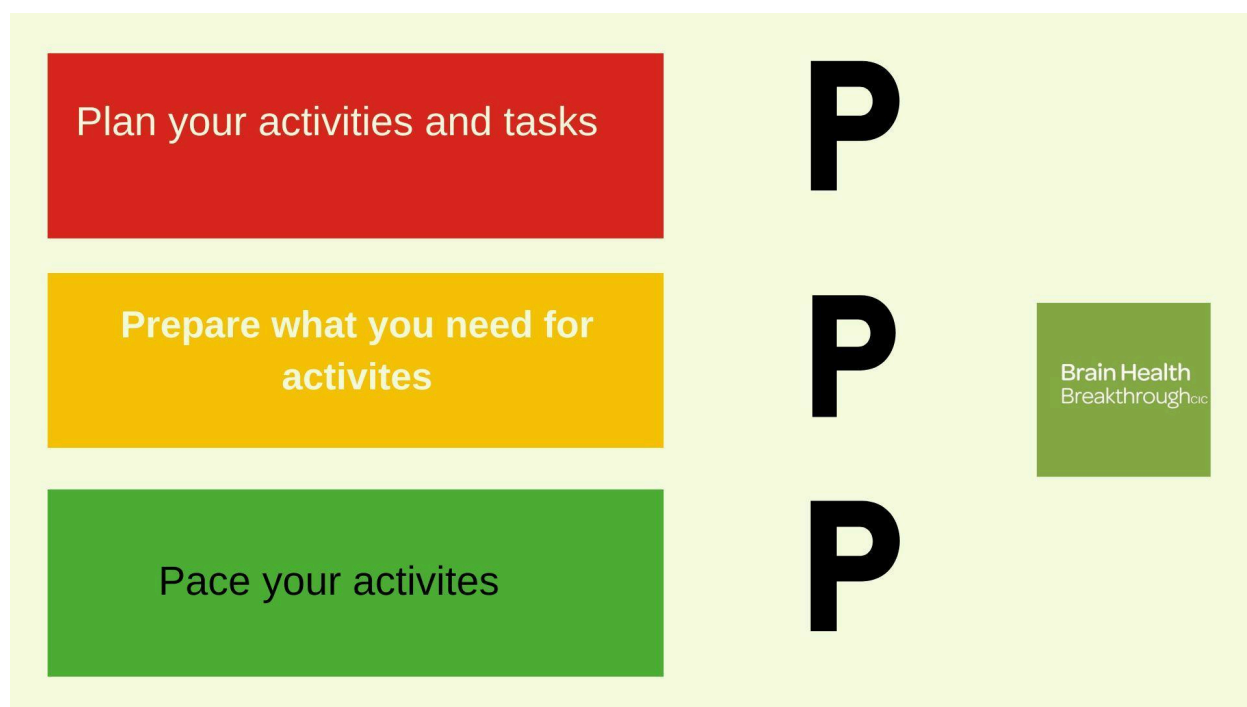 Plan your activities and tasks
P
Prepare what you need for
activites
P
Brain Health
BreakthroughCIC
Pace your activites
P